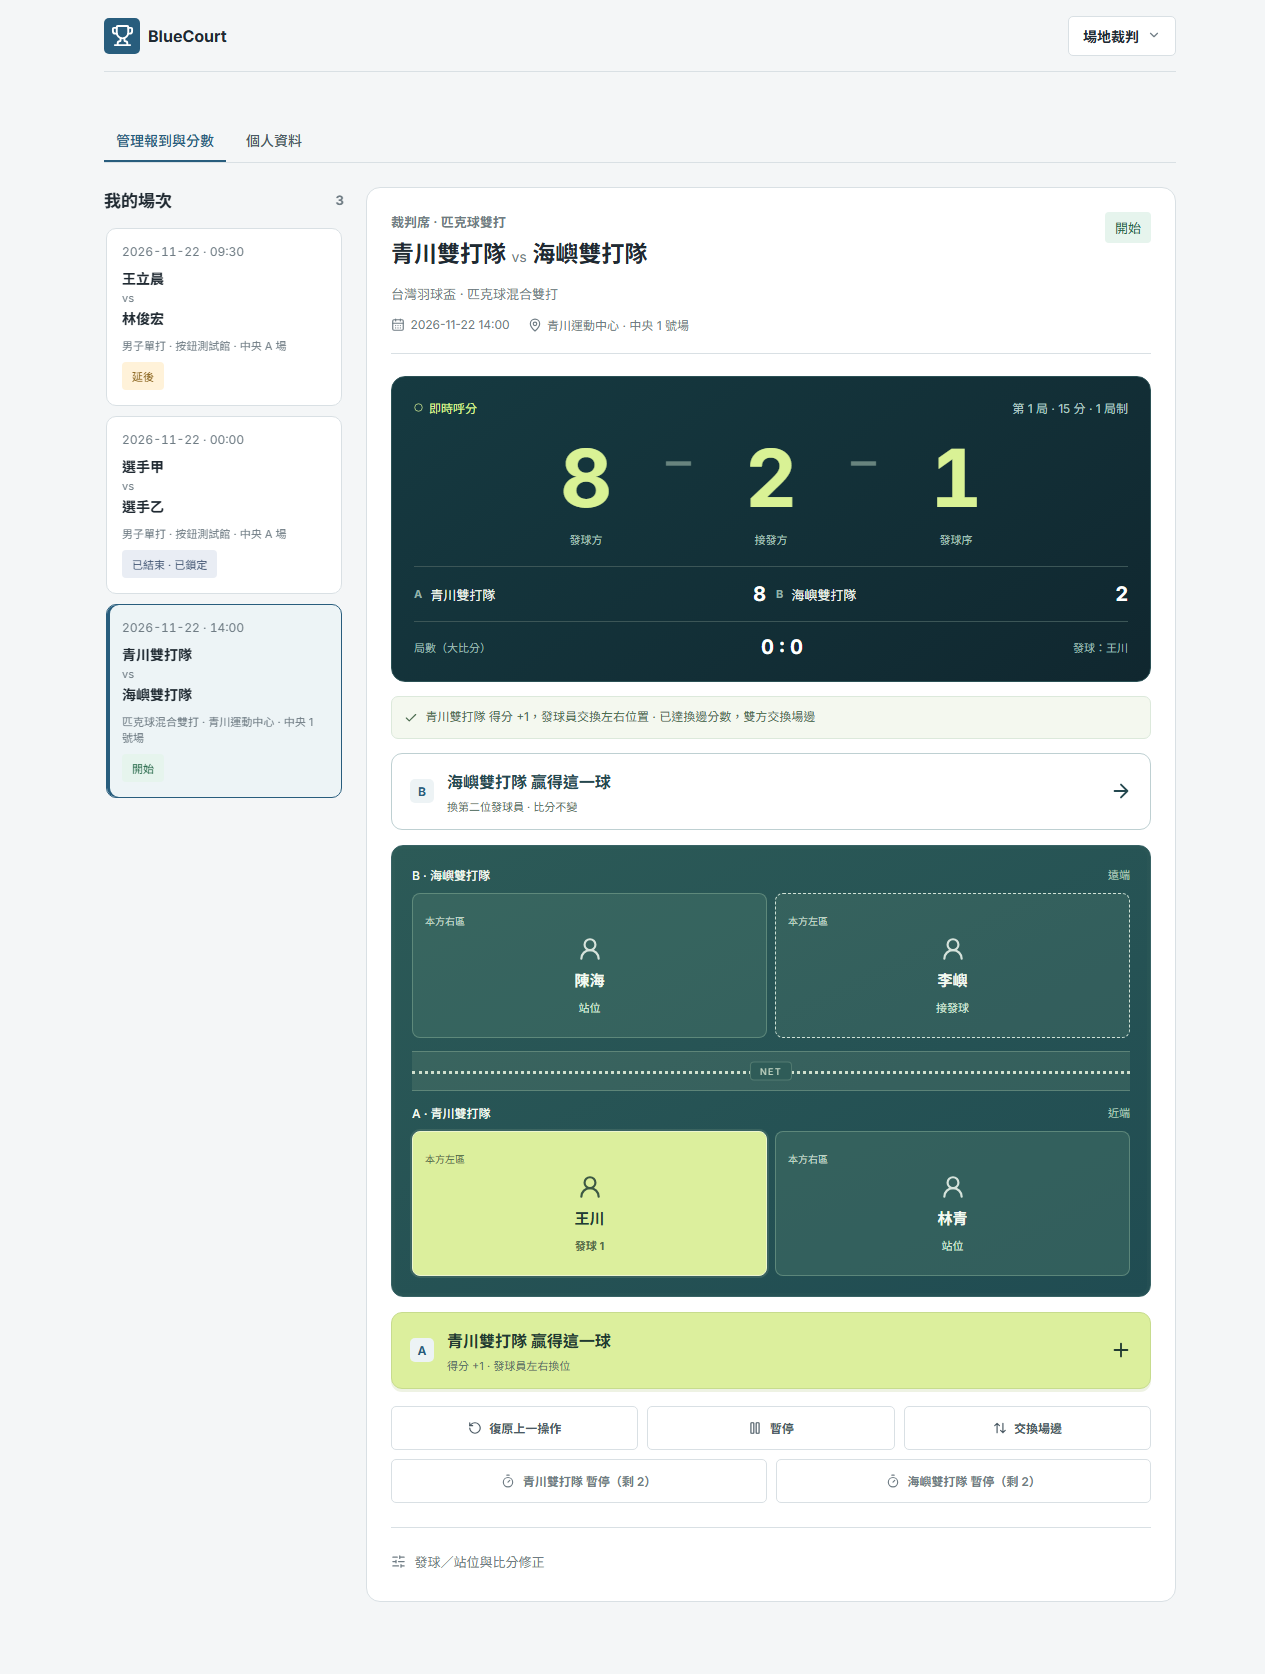 BlueCourt
場地裁判
管理報到與分數
個人資料
我的場次
3
2026-11-22 · 09:30
王立晨
vs
林俊宏
男子單打 · 按鈕測試館 · 中央 A 場
延後
2026-11-22 · 00:00
選手甲
vs
選手乙
男子單打 · 按鈕測試館 · 中央 A 場
已結束 · 已鎖定
2026-11-22 · 14:00
青川雙打隊
vs
海嶼雙打隊
匹克球混合雙打 · 青川運動中心 · 中央 1
號場
開始
裁判席 · 匹克球雙打
青川雙打隊 vs 海嶼雙打隊
開始
台灣羽球盃 · 匹克球混合雙打
2026-11-22 14:00
青川運動中心 · 中央 1 號場
即時呼分
第 1 局 · 15 分 · 1 局制
8 – 2 – 1
發球方
接發方
發球序
A 青川雙打隊 8
B 海嶼雙打隊 2
局數（大比分）
0 : 0
發球：王川
青川雙打隊 得分 +1，發球員交換左右位置 · 已達換邊分數，雙方交換場邊
B
海嶼雙打隊 贏得這一球
換第二位發球員 · 比分不變
B · 海嶼雙打隊
遠端
本方右區
陳海
站位
本方左區
李嶼
接發球
NET
A · 青川雙打隊
近端
本方左區
王川
發球 1
本方右區
林青
站位
A
青川雙打隊 贏得這一球
得分 +1 · 發球員左右換位
復原上一操作
暫停
交換場邊
青川雙打隊 暫停（剩 2）
海嶼雙打隊 暫停（剩 2）
發球／站位與比分修正